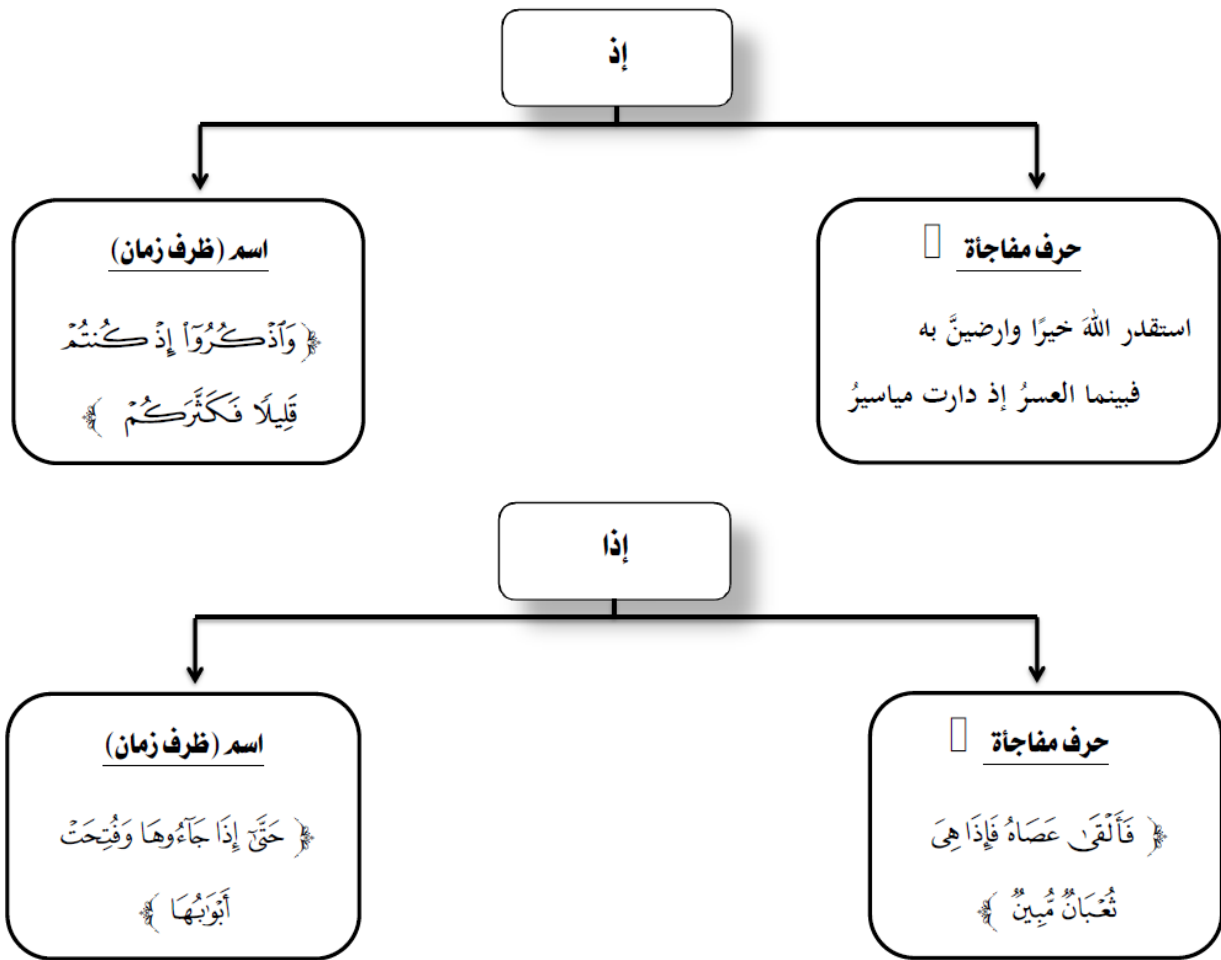 إذ
حرف مفاجأة
استقدر اللهَ خيرًا وارضينَّ به
فبينما العسرُ إذ دارت مياسيرُ
اسم (ظرف زمان)
﴿ وَٱذۡكُرُوٓاْ إِذۡ كُنتُمۡ
قَلِيلٗا فَكَثَّرَكُمۡ ﴾
إذا
حرف مفاجأة
﴿ فَأَلۡقَىٰ عَصَاهُ فَإِذَا هِيَ
ثُعۡبَانٞ مُّبِينٞ ﴾
اسم (ظرف زمان)
﴿ حَتَّىٰٓ إِذَا جَآءُوهَا وَفُتِحَتۡ
أَبۡوَٰبُهَا ﴾